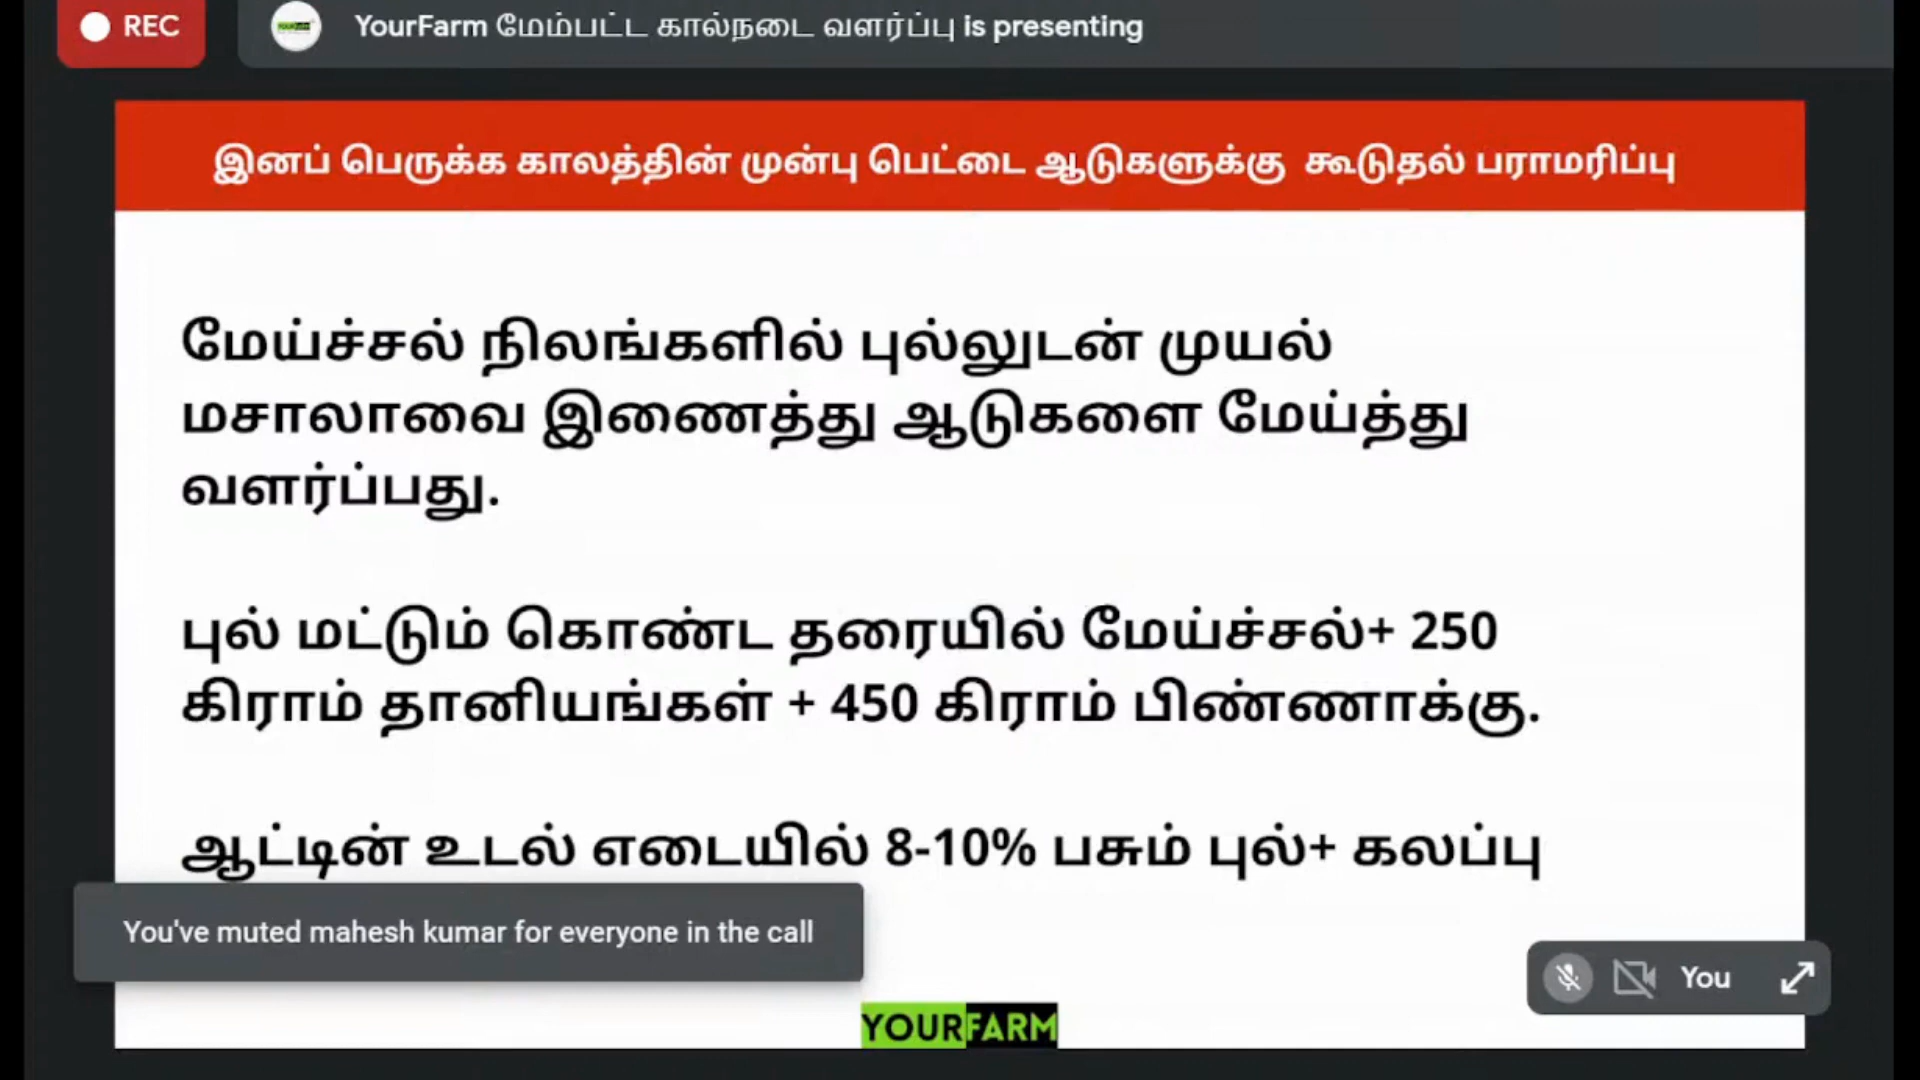 REC
YourFarm மேம்பட்ட கால்நடை வளர்ப்பு is presenting
இனப் பெருக்க காலத்தின் முன்பு பெட்டை ஆடுகளுக்கு கூடுதல் பராமரிப்பு
மேய்ச்சல் நிலங்களில் புல்லுடன் முயல்
மசாலாவை இணைத்து ஆடுகளை மேய்த்து
வளர்ப்பது.
புல் மட்டும் கொண்ட தரையில் மேய்ச்சல்+ 250
கிராம் தானியங்கள் + 450 கிராம் பிண்ணாக்கு.
ஆட்டின் உடல் எடையில் 8-10% பசும் புல்+ கலப்பு
You've muted mahesh kumar for everyone in the call
You
YOURFARM